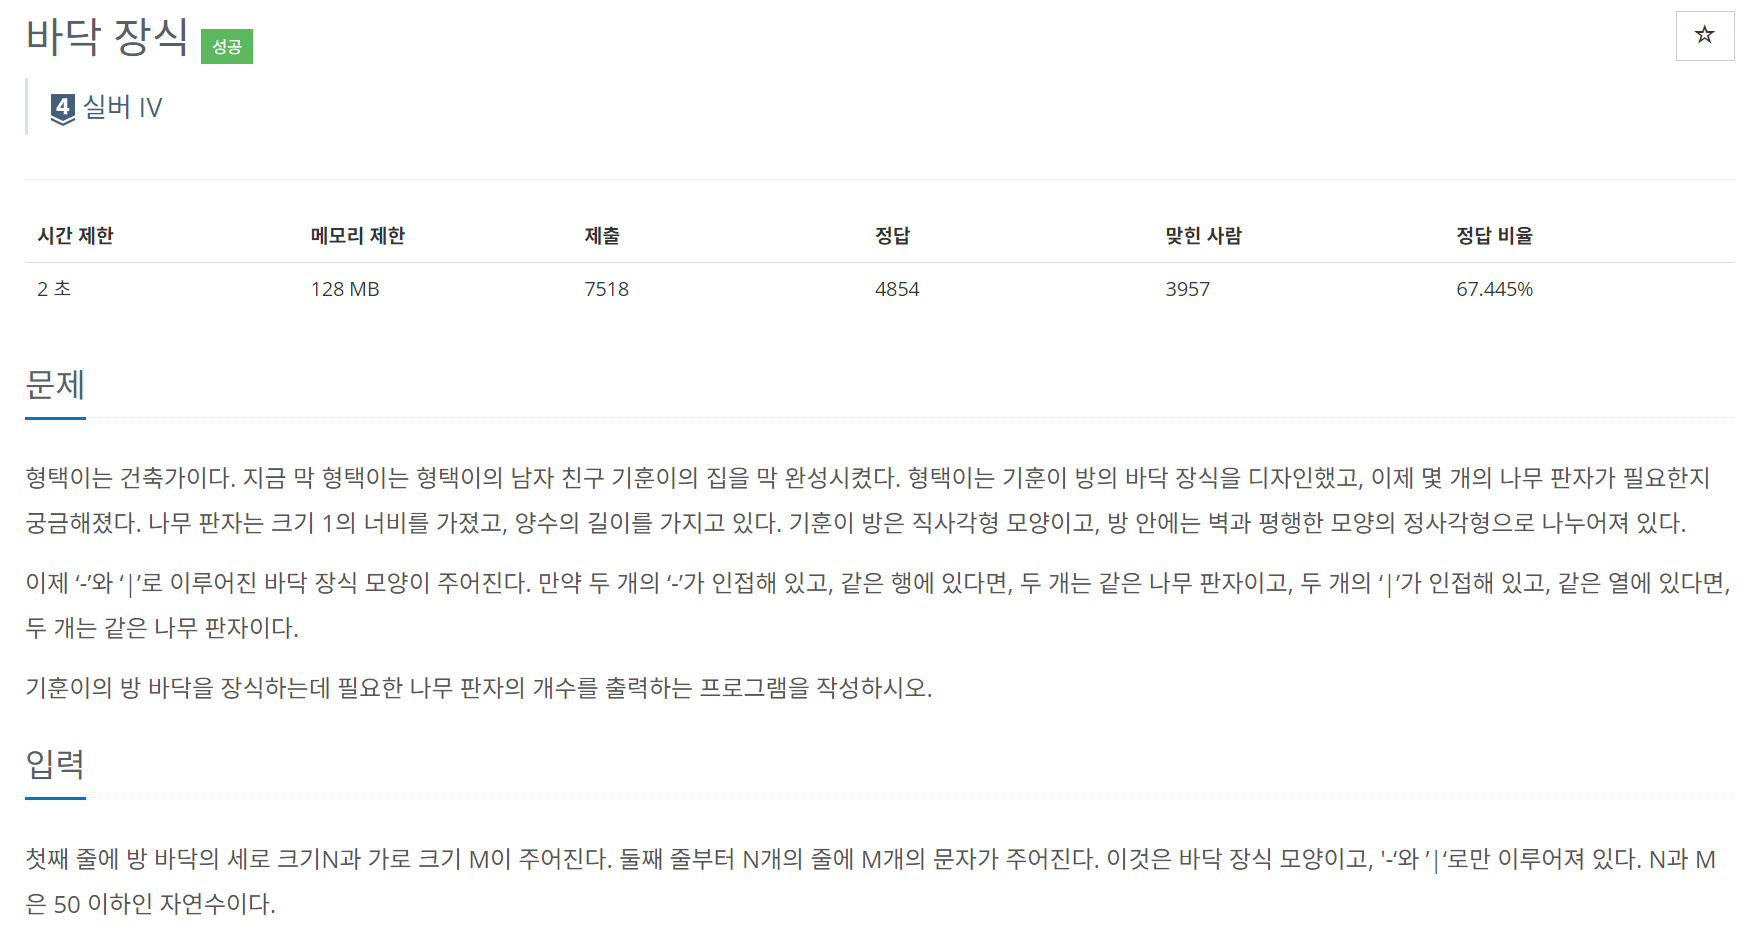 바닥 장식 성공
4 실버 IV
시간 제한 메모리 제한 제출 정답 맞힌 사람 정답 비율
2 초 128 MB 7518 4854 3957 67.445%
문제
형택이는 건축가이다. 지금 막 형택이는 형택이의 남자 친구 기훈이의 집을 막 완성시켰다. 형택이는 기훈이 방의 바닥 장식을 디자인했고, 이제 몇 개의 나무 판자가 필요한지
궁금해졌다. 나무 판자는 크기 1의 너비를 가졌고, 양수의 길이를 가지고 있다. 기훈이 방은 직사각형 모양이고, 방 안에는 벽과 평행한 모양의 정사각형으로 나누어져 있다.
이제 ‘-’와 ‘|’로 이루어진 바닥 장식 모양이 주어진다. 만약 두 개의 ‘-’가 인접해 있고, 같은 행에 있다면, 두 개는 같은 나무 판자이고, 두 개의 ‘|’가 인접해 있고, 같은 열에 있다면,
두 개는 같은 나무 판자이다.
기훈이의 방 바닥을 장식하는데 필요한 나무 판자의 개수를 출력하는 프로그램을 작성하시오.
입력
첫째 줄에 방 바닥의 세로 크기N과 가로 크기 M이 주어진다. 둘째 줄부터 N개의 줄에 M개의 문자가 주어진다. 이것은 바닥 장식 모양이고, '-‘와 ’|‘로만 이루어져 있다. N과 M
은 50 이하인 자연수이다.